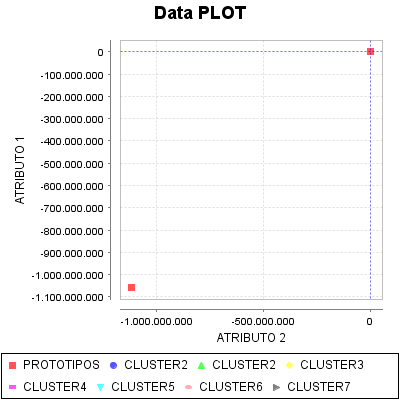 Data PLOT
ATRIBUTO 1
0
-100.000.000
-200.000.000
-300.000.000
-400.000.000
-500.000.000
-600.000.000
-700.000.000
-800.000.000
-900.000.000
-1.000.000.000
-1.100.000.000
-1.000.000.000 -500.000.000 0
ATRIBUTO 2
PROTOTIPOS CLUSTER2 CLUSTER2 CLUSTER3
CLUSTER4 CLUSTER5 CLUSTER6 CLUSTER7